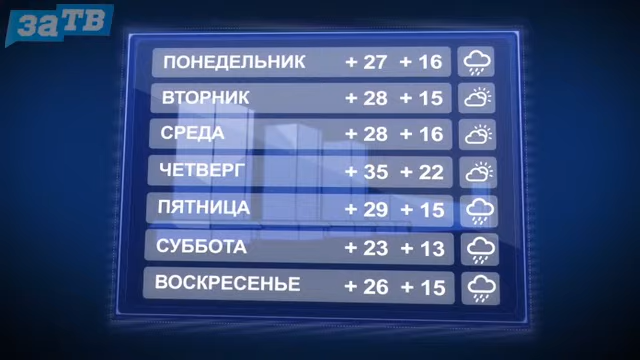 заТВ
ПОНЕДЕЛЬНИК + 27 + 16
ВТОРНИК + 28 + 15
СРЕДА + 28 + 16
ЧЕТВЕРГ + 35 + 22
ПЯТНИЦА + 29 + 15
СУББОТА + 23 + 13
ВОСКРЕСЕНЬЕ + 26 + 15